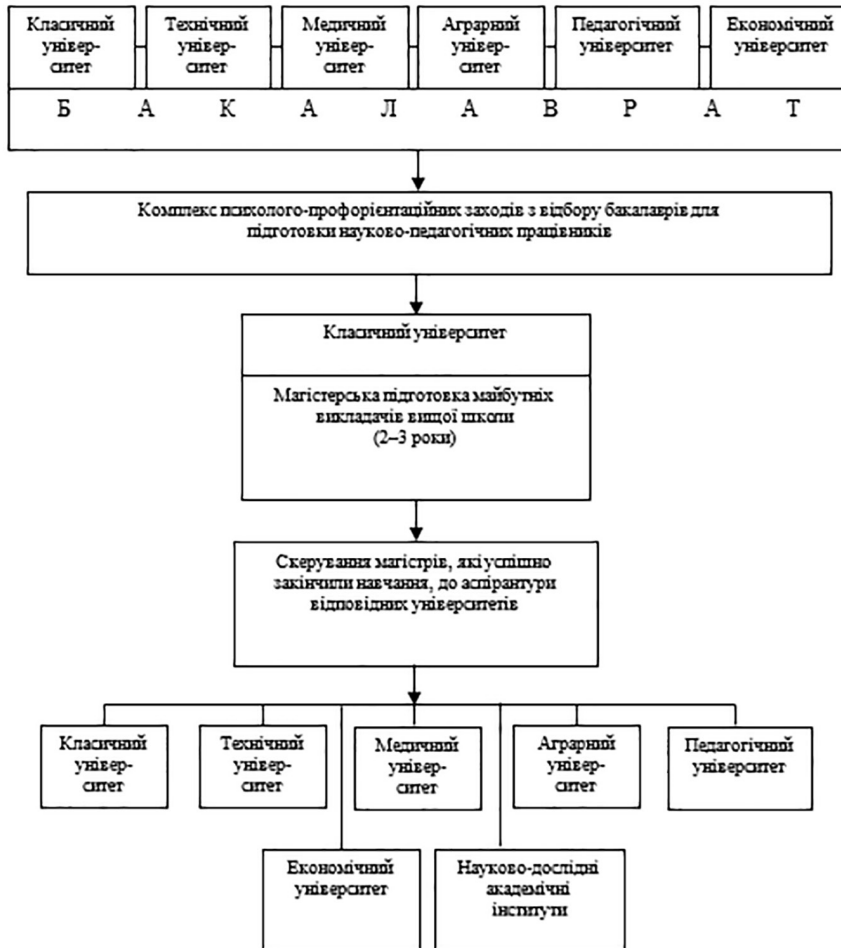 Класичний
універ-
ситет
Технічний
універ-
ситет
Медичний
універ-
ситет
Аграрний
універ-
ситет
Педагогічний
університет
Економічний
університет
Б А К А Л А В Р А Т
Комплекс психолого-профорієнтаційних заходів з відбору бакалаврів для
підготовки науково-педагогічних працівників
Класичний університет
Магістерська підготовка майбутніх
викладачів вищої школи
(2–3 роки)
Скерування магістрів, які успішно
закінчили навчання, до аспірантури
відповідних університетів
Класичний
універ-
ситет
Технічний
універ-
ситет
Медичний
універ-
ситет
Аграрний
універ-
ситет
Педагогічний
університет
Економічний
університет
Науково-дослідні
академічні
інститути